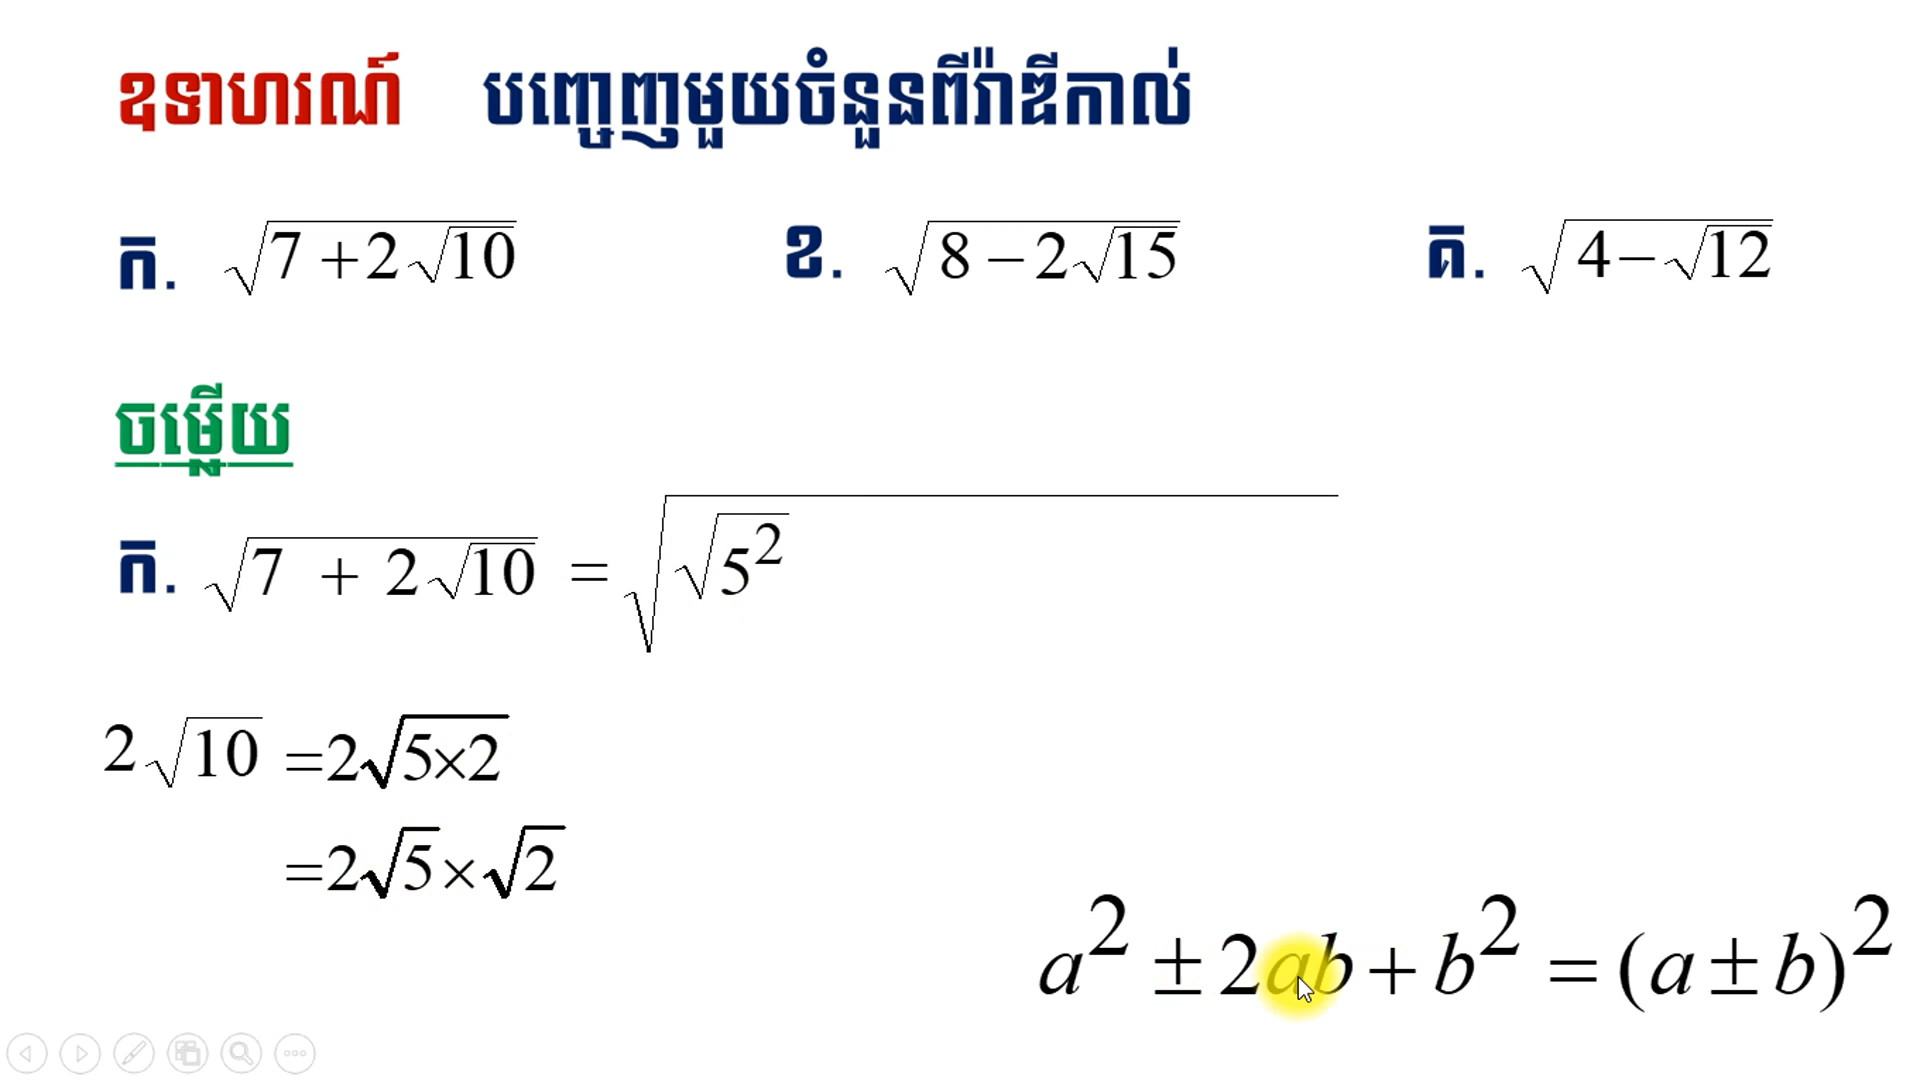 ឧទាហរណ៍ បញ្ចេញមួយចំនួនពីរ៉ាឌីកាល់
ក. √(7+2√10) ខ. √(8−2√15) គ. √(4−√12)
ចម្លើយ
ក. √(7 + 2√10) = √(√5²
2√10 =2√(5×2)
=2√5×√2
a² ± 2ab + b² = (a ± b)²